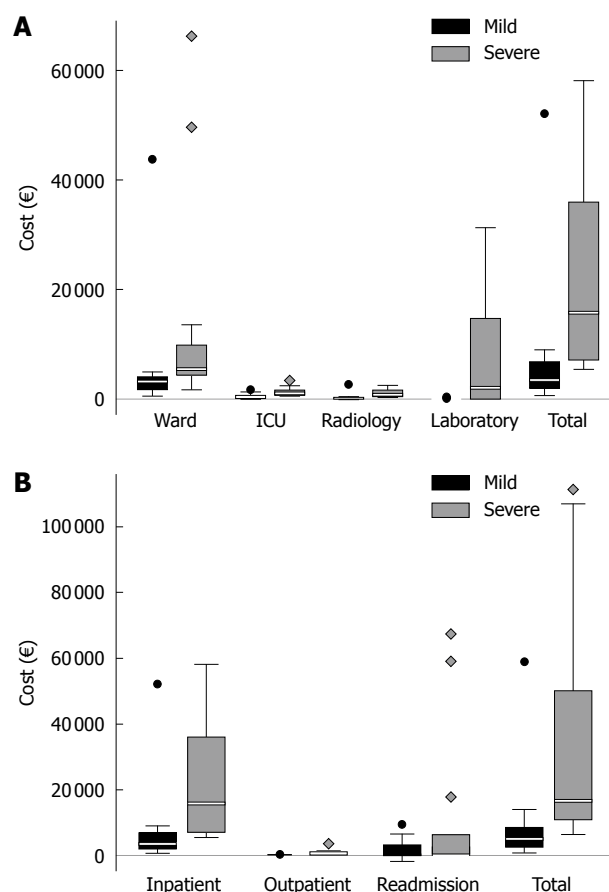 A
Mild
Severe
60 000
40 000
20 000
0
Cost (€)
Ward ICU Radiology Laboratory Total
B
Mild
Severe
100 000
80 000
60 000
40 000
20 000
0
Cost (€)
Inpatient Outpatient Readmission Total